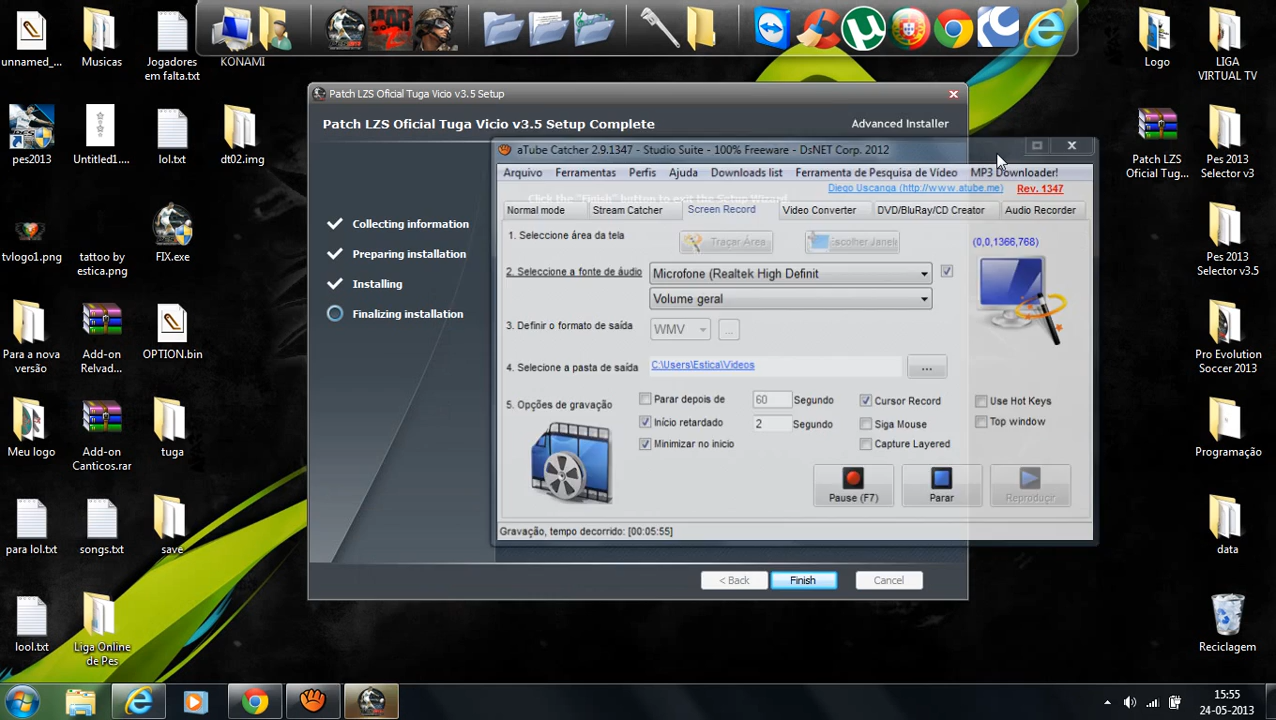 unnamed_...
Musicas
Jogadores
em falta.txt
KONAMI
Logo
LIGA
VIRTUAL TV
pes2013
Untitled1....
lol.txt
dt02.img
Patch LZS
Oficial Tug...
Pes 2013
Selector v3
tvlogo1.png
tattoo by
estica.png
FIX.exe
Pes 2013
Selector v3.5
Para a nova
versão
Add-on
Relvad...
OPTION.bin
Pro Evolution
Soccer 2013
Meu logo
Add-on
Canticos.rar
tuga
Programação
para lol.txt
songs.txt
save
data
lool.txt
Liga Online
de Pes
Reciclagem
Patch LZS Oficial Tuga Vicio v3.5 Setup
Patch LZS Oficial Tuga Vicio v3.5 Setup Complete
Advanced Installer
Click the "Finish" button to exit the Setup Wizard.
Collecting information
Preparing installation
Installing
Finalizing installation
< Back
Finish
Cancel
aTube Catcher 2.9.1347 - Studio Suite - 100% Freeware - DsNET Corp. 2012
Arquivo Ferramentas Perfis Ajuda Downloads list Ferramenta de Pesquisa de Vídeo MP3 Downloader!
Diego Uscanga (http://www.atube.me) Rev. 1347
Normal mode Stream Catcher Screen Record Video Converter DVD/BluRay/CD Creator Audio Recorder
1. Seleccione área da tela Traçar Área Escolher Janela (0,0,1366,768)
2. Seleccione a fonte de áudio Microfone (Realtek High Definit
Volume geral
3. Definir o formato de saída WMV ...
4. Selecione a pasta de saída C:\Users\Estica\Videos ...
5. Opções de gravação
Parar depois de 60 Segundo Cursor Record Use Hot Keys
Início retardado 2 Segundo Siga Mouse Top window
Minimizar no inicio Capture Layered
Pause (F7) Parar Reproduzir
Gravação, tempo decorrido: [00:05:55]
15:55
24-05-2013